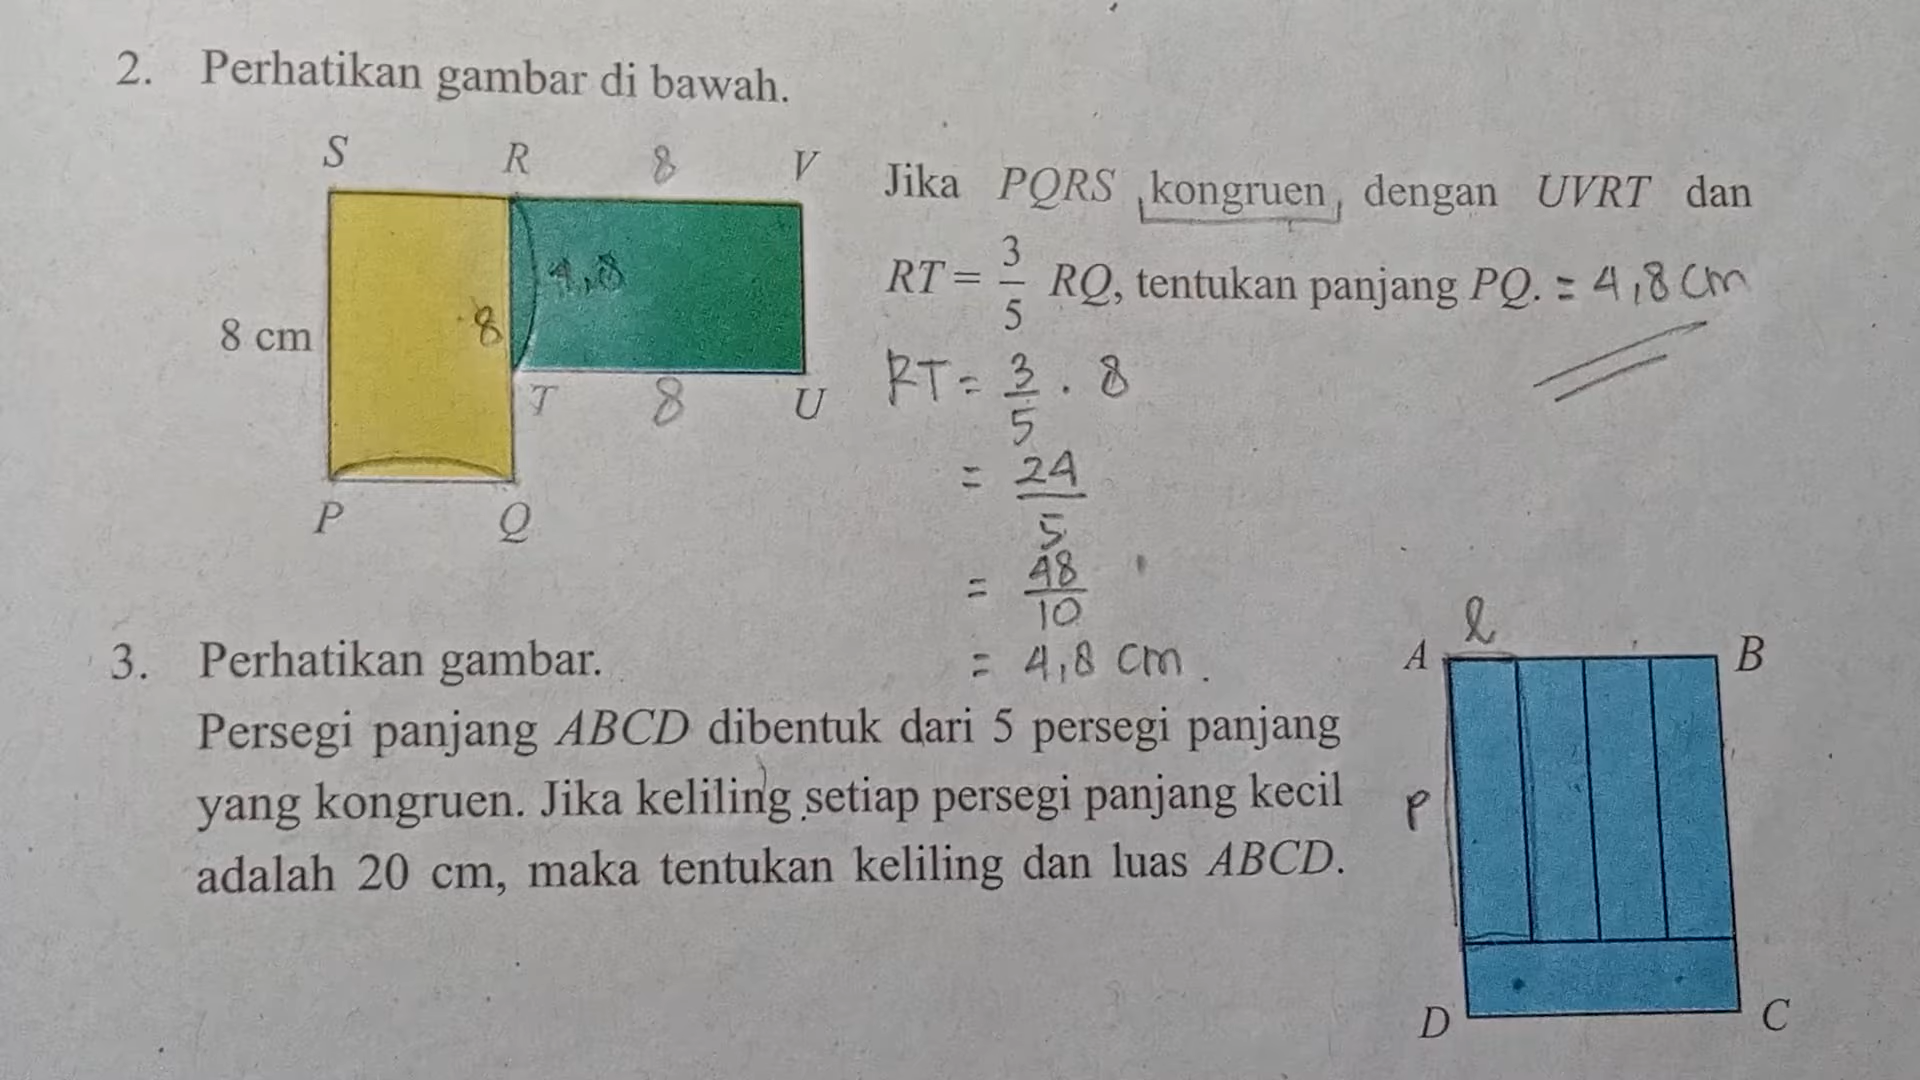 2. Perhatikan gambar di bawah.
S R 8 V
Jika PQRS kongruen dengan UVRT dan
RT = 3/5 RQ, tentukan panjang PQ. = 4,8 cm
4,8
8
8 cm
T 8 U
P Q
RT = 3/5 . 8
= 24/5
= 48/10
= 4,8 cm.
3. Perhatikan gambar.
Persegi panjang ABCD dibentuk dari 5 persegi panjang
yang kongruen. Jika keliling setiap persegi panjang kecil
adalah 20 cm, maka tentukan keliling dan luas ABCD.
l
A B
p
D C